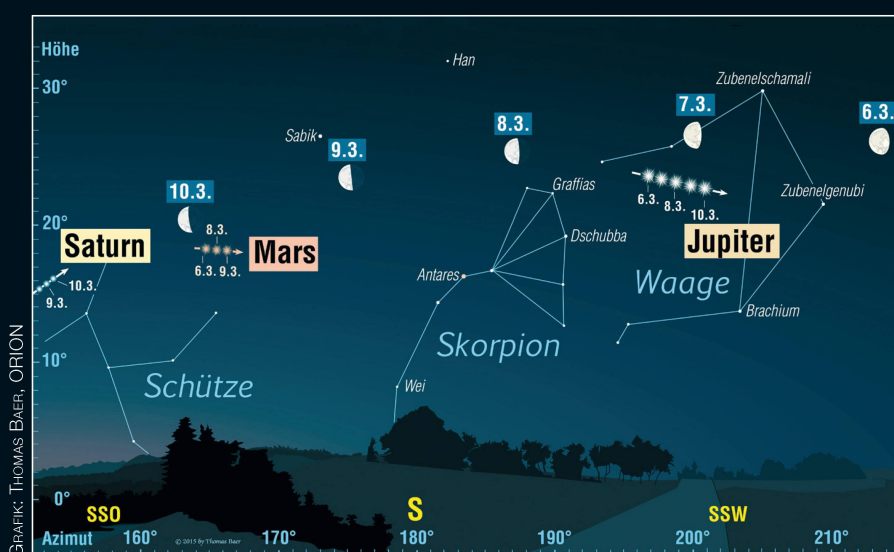 Höhe
30°
20°
10°
0°
Han
Sabik
6.3.
7.3.
8.3.
9.3.
10.3.
Zubenelschamali
Zubenelgenubi
Graffias
Dschubba
Antares
Brachium
Wei
Saturn
10.3.
9.3.
8.3.
6.3. 9.3.
Mars
6.3. 8.3. 10.3.
Jupiter
Waage
Skorpion
Schütze
SSO
S
SSW
Azimut 160° 170° 180° 190° 200° 210°
© 2015 by Thomas Baer
GRAFIK: THOMAS BAER, ORION